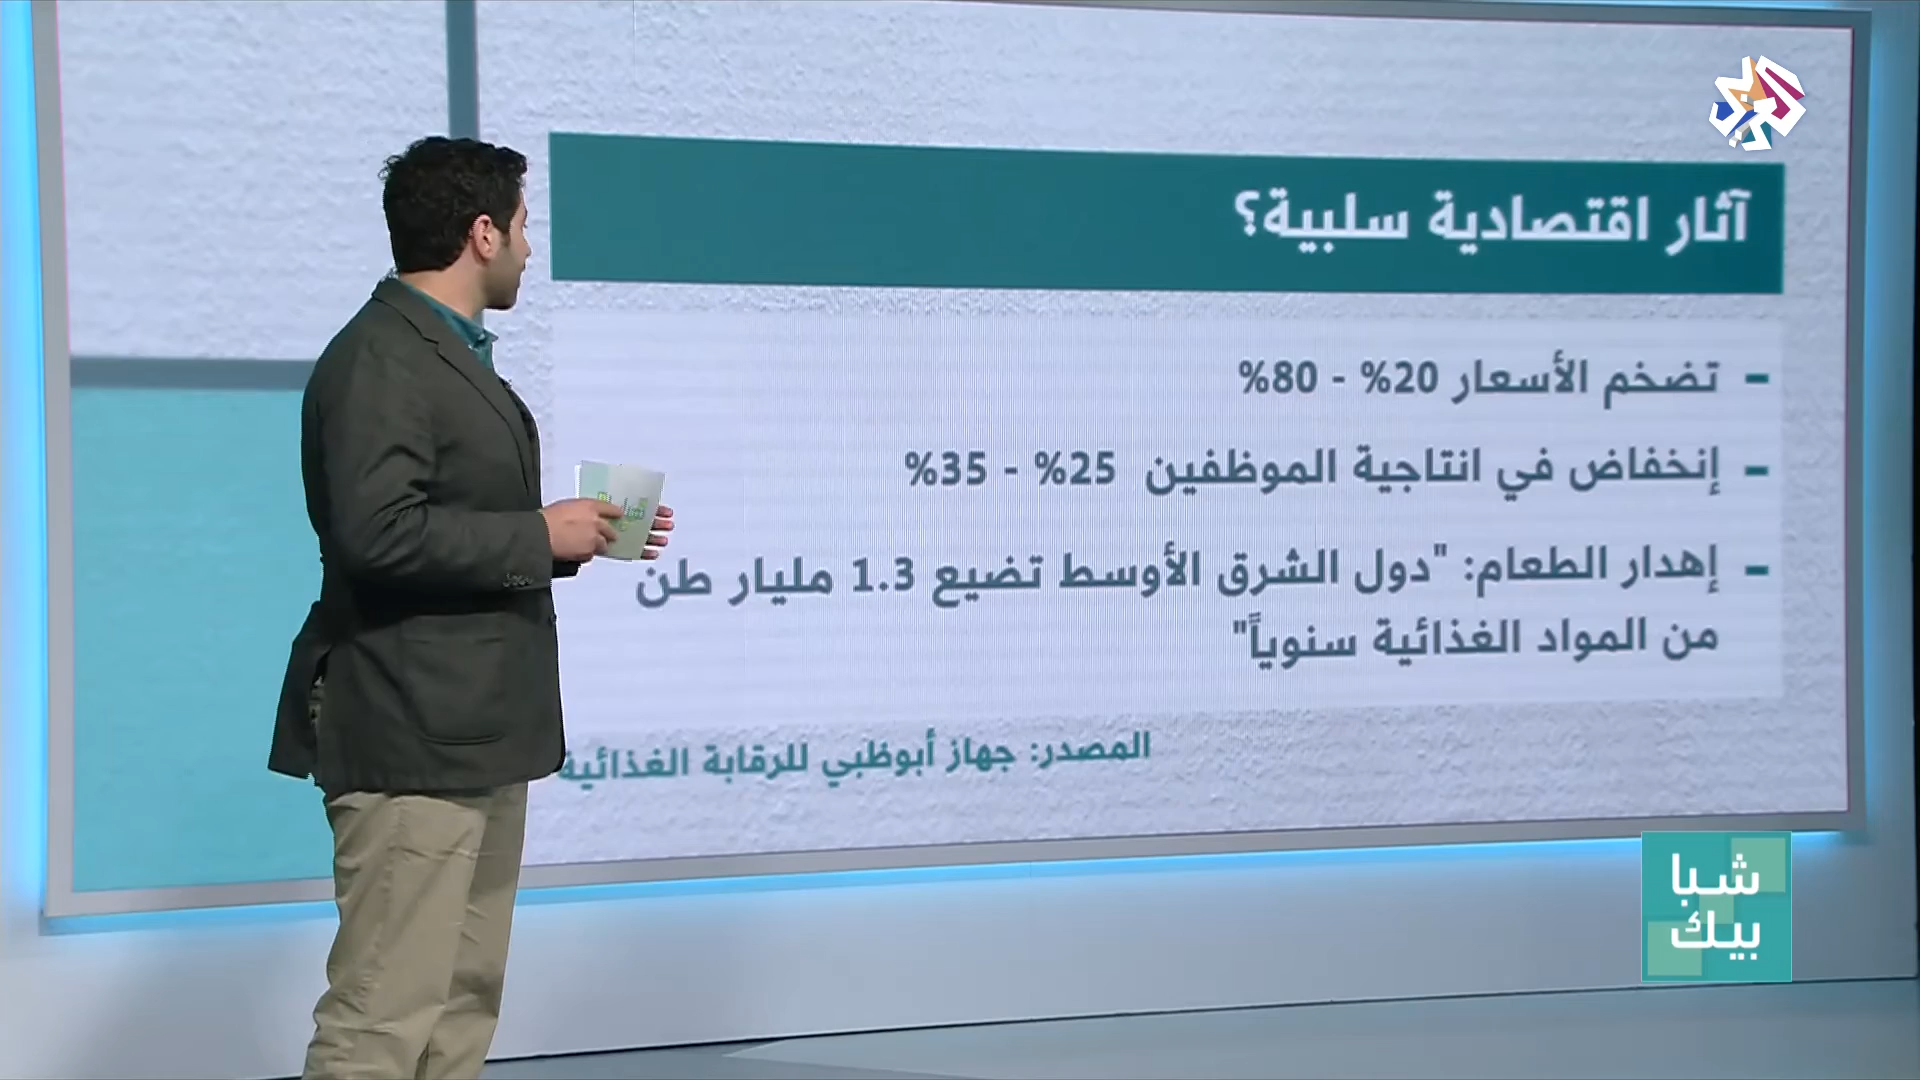 آثار اقتصادية سلبية؟
- تضخم الأسعار 20% - 80%
- إنخفاض في انتاجية الموظفين 25% - 35%
- إهدار الطعام: "دول الشرق الأوسط تضيع 1.3 مليار طن
من المواد الغذائية سنوياً"
المصدر: جهاز أبوظبي للرقابة الغذائية
شبا
بيك